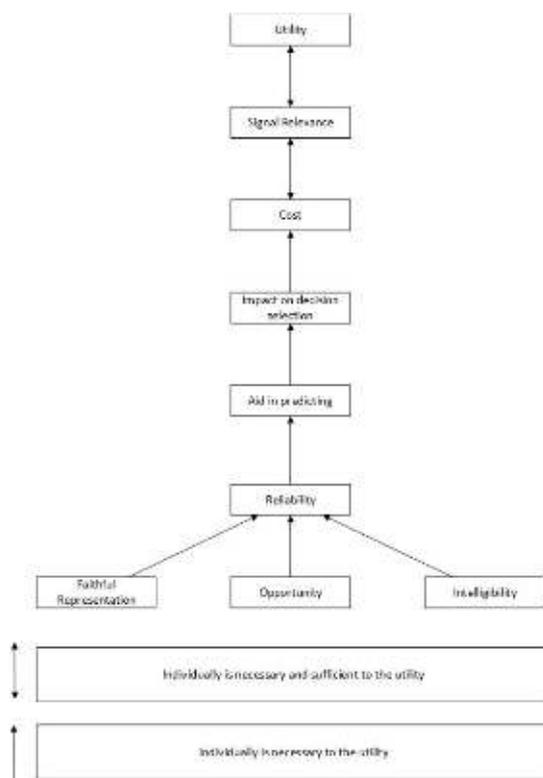 Utility
Signal Relevance
Cost
Impact on decision
selection
Aid in predicting
Reliability
Faithful
Representation
Opportunity
Intelligibility
Individually is necessary and sufficient to the utility
Individually is necessary to the utility